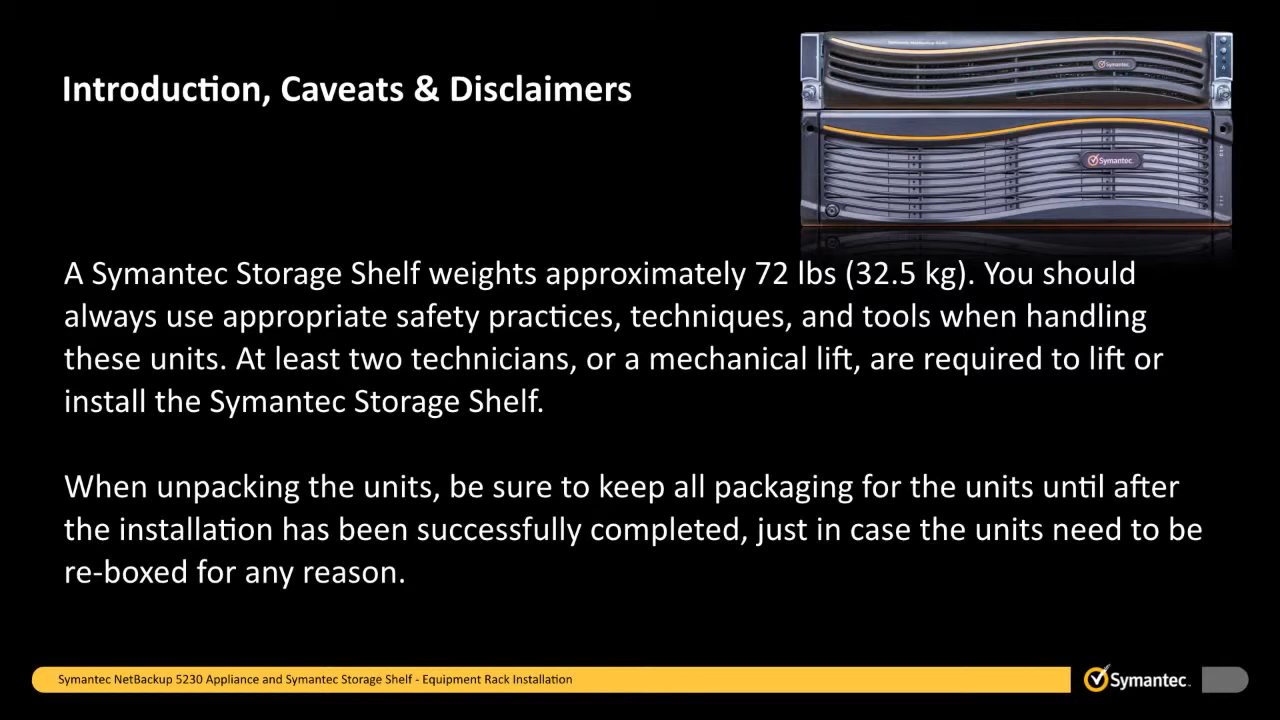 Introduction, Caveats & Disclaimers
Symantec
Symantec
A Symantec Storage Shelf weights approximately 72 lbs (32.5 kg). You should
always use appropriate safety practices, techniques, and tools when handling
these units. At least two technicians, or a mechanical lift, are required to lift or
install the Symantec Storage Shelf.
When unpacking the units, be sure to keep all packaging for the units until after
the installation has been successfully completed, just in case the units need to be
re-boxed for any reason.
Symantec NetBackup 5230 Appliance and Symantec Storage Shelf - Equipment Rack Installation
Symantec.